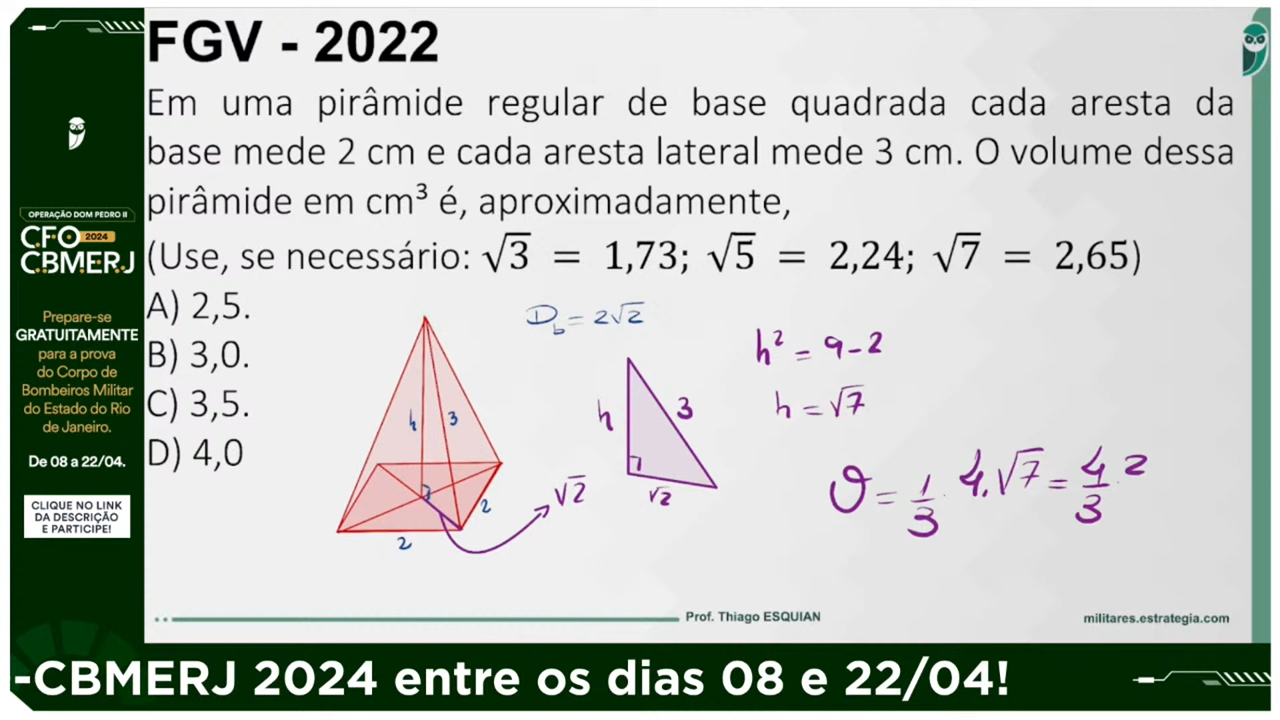 FGV - 2022
Em uma pirâmide regular de base quadrada cada aresta da
base mede 2 cm e cada aresta lateral mede 3 cm. O volume dessa
pirâmide em cm³ é, aproximadamente,
(Use, se necessário: √3 = 1,73; √5 = 2,24; √7 = 2,65)
A) 2,5.
B) 3,0.
C) 3,5.
D) 4,0
OPERAÇÃO DOM PEDRO II
CFO 2024
CBMERJ
Prepare-se
GRATUITAMENTE
para a prova
do Corpo de
Bombeiros Militar
do Estado do Rio
de Janeiro.
De 08 a 22/04.
CLIQUE NO LINK
DA DESCRIÇÃO
E PARTICIPE!
D_b = 2√2
h
3
2
2
√2
h
3
√2
h² = 9 - 2
h = √7
V = 1/3 . 4.√7 = 4/3 . 2
Prof. Thiago ESQUIAN
militares.estrategia.com
-CBMERJ 2024 entre os dias 08 e 22/04!